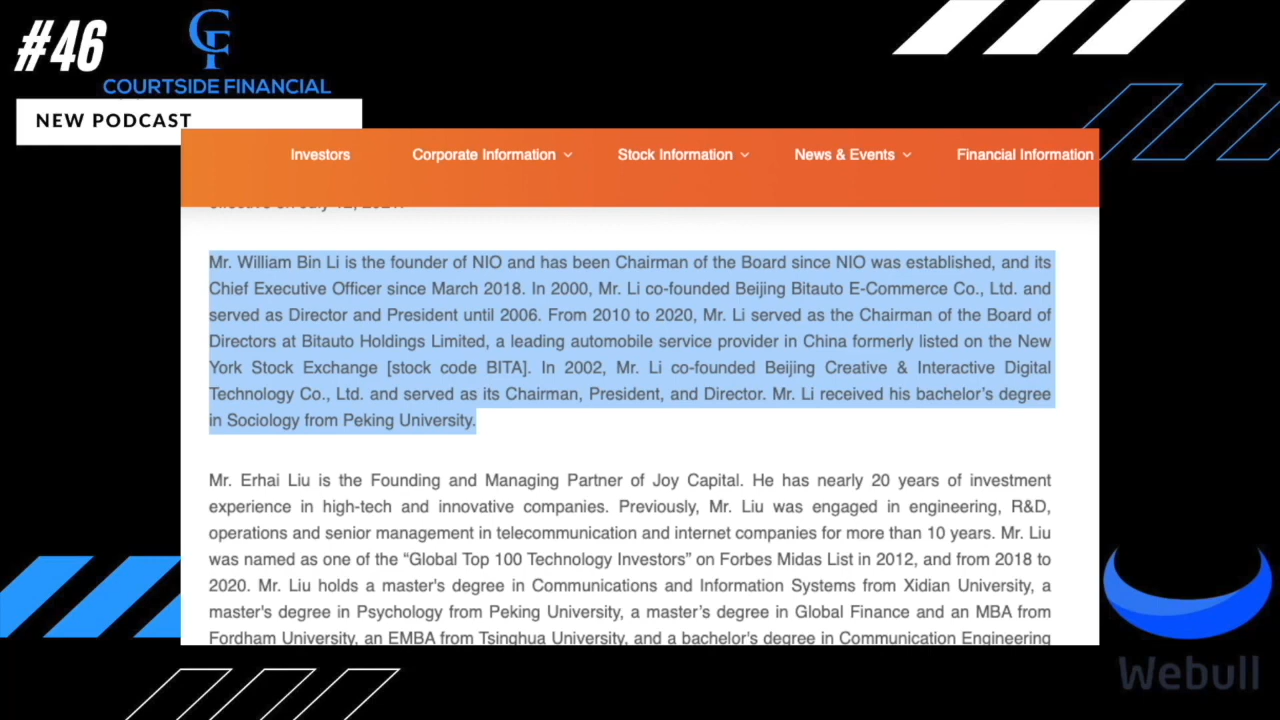 #46
CF
COURTSIDE FINANCIAL
NEW PODCAST
Investors Corporate Information Stock Information News & Events Financial Information
Mr. William Bin Li is the founder of NIO and has been Chairman of the Board since NIO was established, and its
Chief Executive Officer since March 2018. In 2000, Mr. Li co-founded Beijing Bitauto E-Commerce Co., Ltd. and
served as Director and President until 2006. From 2010 to 2020, Mr. Li served as the Chairman of the Board of
Directors at Bitauto Holdings Limited, a leading automobile service provider in China formerly listed on the New
York Stock Exchange [stock code BITA]. In 2002, Mr. Li co-founded Beijing Creative & Interactive Digital
Technology Co., Ltd. and served as its Chairman, President, and Director. Mr. Li received his bachelor's degree
in Sociology from Peking University.
Mr. Erhai Liu is the Founding and Managing Partner of Joy Capital. He has nearly 20 years of investment
experience in high-tech and innovative companies. Previously, Mr. Liu was engaged in engineering, R&D,
operations and senior management in telecommunication and internet companies for more than 10 years. Mr. Liu
was named as one of the “Global Top 100 Technology Investors” on Forbes Midas List in 2012, and from 2018 to
2020. Mr. Liu holds a master's degree in Communications and Information Systems from Xidian University, a
master's degree in Psychology from Peking University, a master's degree in Global Finance and an MBA from
Fordham University, an EMBA from Tsinghua University, and a bachelor's degree in Communication Engineering
Webull